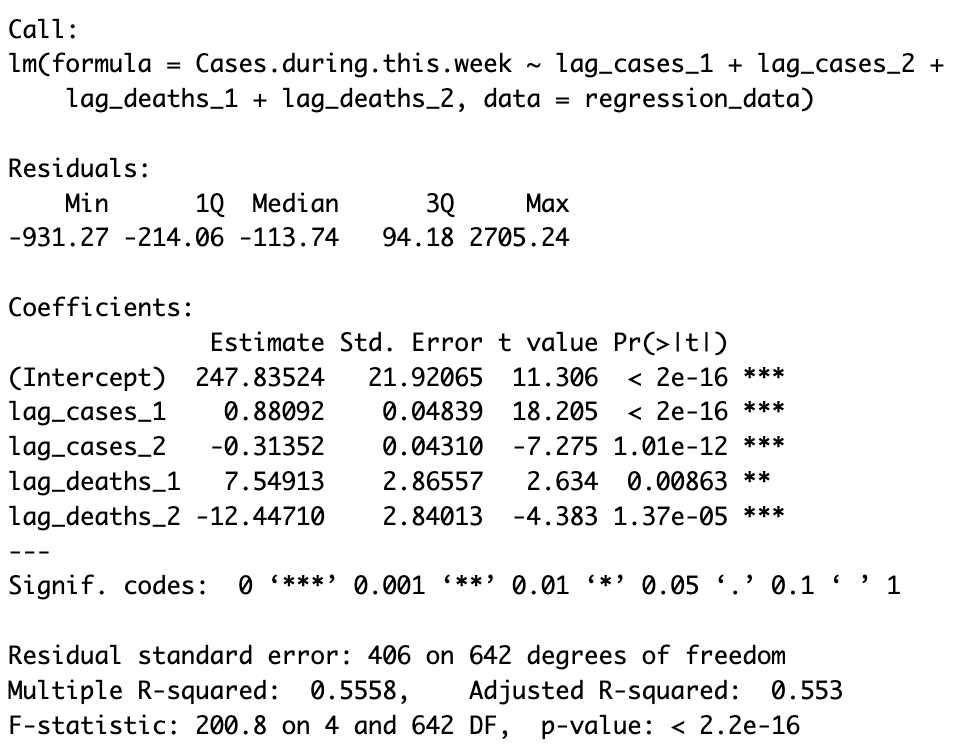 Call:
lm(formula = Cases.during.this.week ~ lag_cases_1 + lag_cases_2 +
    lag_deaths_1 + lag_deaths_2, data = regression_data)

Residuals:
    Min      1Q  Median      3Q     Max
-931.27 -214.06 -113.74   94.18 2705.24

Coefficients:
              Estimate Std. Error t value Pr(>|t|)
(Intercept)  247.83524   21.92065  11.306  < 2e-16 ***
lag_cases_1    0.88092    0.04839  18.205  < 2e-16 ***
lag_cases_2   -0.31352    0.04310  -7.275 1.01e-12 ***
lag_deaths_1   7.54913    2.86557   2.634  0.00863 **
lag_deaths_2 -12.44710    2.84013  -4.383 1.37e-05 ***
---
Signif. codes:  0 ‘***’ 0.001 ‘**’ 0.01 ‘*’ 0.05 ‘.’ 0.1 ‘ ’ 1

Residual standard error: 406 on 642 degrees of freedom
Multiple R-squared:  0.5558,	Adjusted R-squared:  0.553
F-statistic: 200.8 on 4 and 642 DF,  p-value: < 2.2e-16